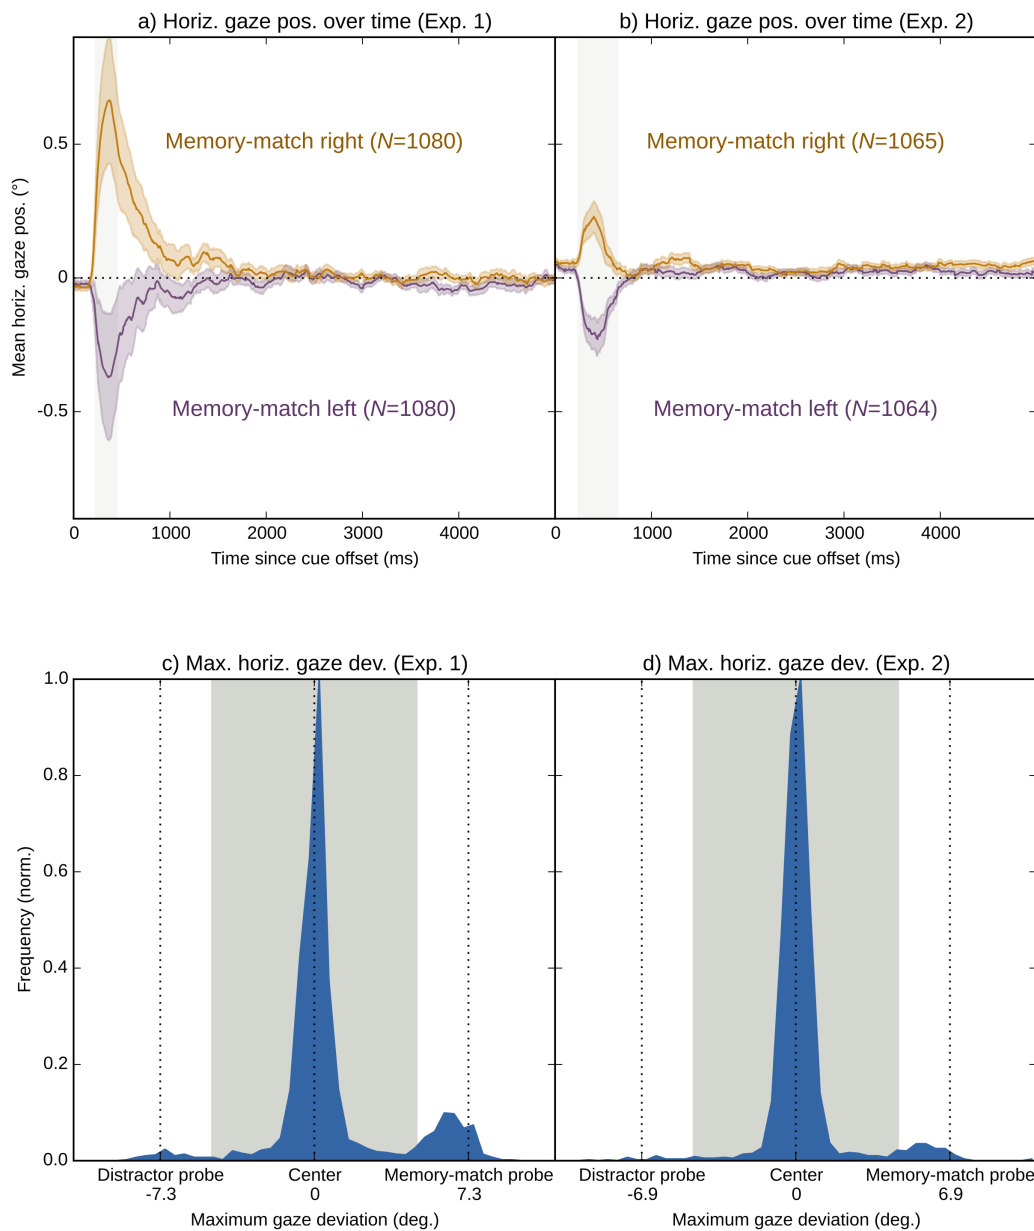 a) Horiz. gaze pos. over time (Exp. 1)
b) Horiz. gaze pos. over time (Exp. 2)
Mean horiz. gaze pos. (°)
0.5
0
-0.5
Memory-match right (N=1080)
Memory-match left (N=1080)
Memory-match right (N=1065)
Memory-match left (N=1064)
0 1000 2000 3000 4000
Time since cue offset (ms)
0 1000 2000 3000 4000
Time since cue offset (ms)
c) Max. horiz. gaze dev. (Exp. 1)
d) Max. horiz. gaze dev. (Exp. 2)
Frequency (norm.)
1.0
0.8
0.6
0.4
0.2
0.0
Distractor probe Center Memory-match probe
-7.3 0 7.3
Maximum gaze deviation (deg.)
Distractor probe Center Memory-match probe
-6.9 0 6.9
Maximum gaze deviation (deg.)